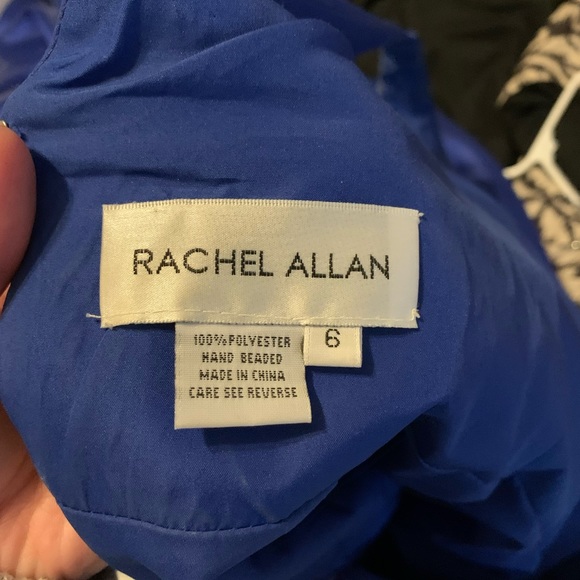 RACHEL ALLAN
6
100%POLYESTER
HAND BEADED
MADE IN CHINA
CARE SEE REVERSE